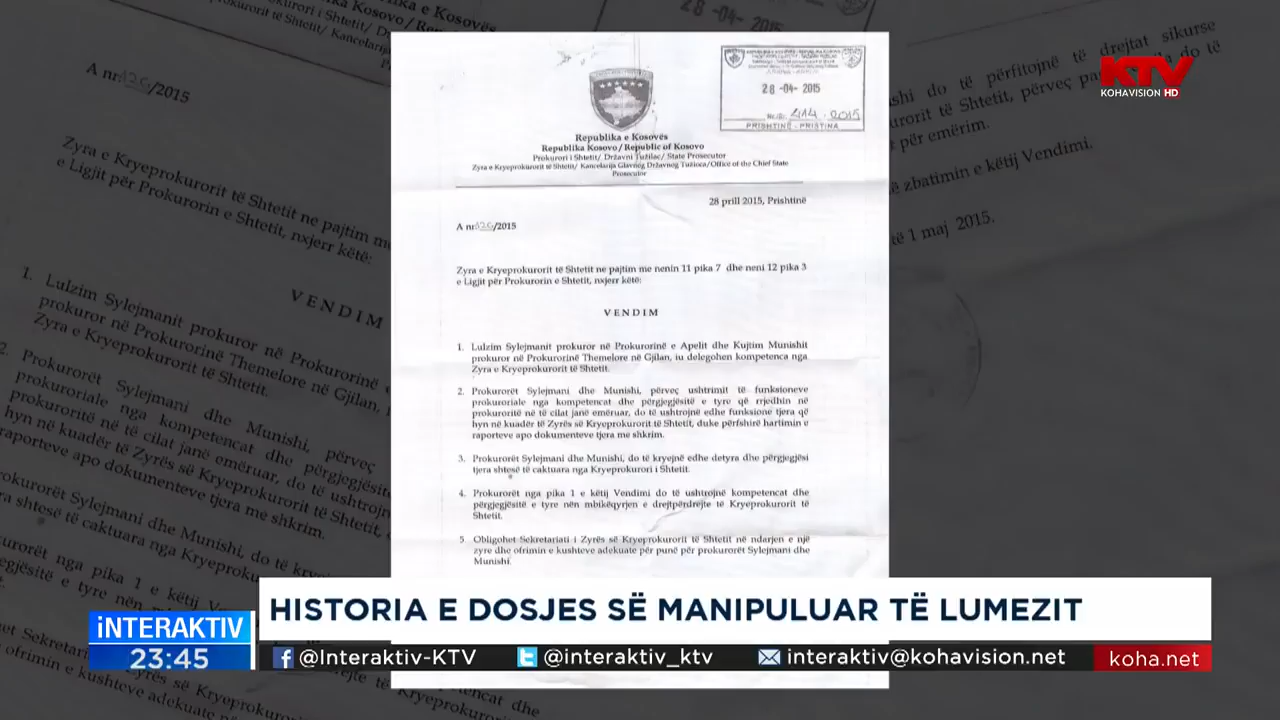 Republika e Kosovës
Republika Kosovo / Republic of Kosovo
Prokurori i Shtetit/ Državni Tužilac/ State Prosecutor
Zyra e Kryeprokurorit të Shtetit/ Kancelarija Glavnog Državnog Tužioca/Office of the Chief State
Prosecutor
28 -04- 2015
414 - 2015
PRISHTINË - PRIŠTINA
28 prill 2015, Prishtinë
A nr. /2015
Zyra e Kryeprokurorit të Shtetit ne pajtim me nenin 11 pika 7 dhe neni 12 pika 3
e Ligjit për Prokurorin e Shtetit, nxjerr këtë:
VENDIM
1. Lulzim Sylejmanit prokuror në Prokurorinë e Apelit dhe Kujtim Munishit
prokuror në Prokurorinë Themelore në Gjilan, iu delegohen kompetenca nga
Zyra e Kryeprokurorit të Shtetit.
2. Prokurorët Sylejmani dhe Munishi, përveç ushtrimit të funksioneve
prokuroriale nga kompetencat dhe përgjegjësitë e tyre që rrjedhin në
prokuroritë në të cilat janë emëruar, do të ushtrojnë edhe funksione tjera që
hyn në kuadër të Zyrës së Kryeprokurorit të Shtetit, duke përfshirë hartimin e
raporteve apo dokumenteve tjera me shkrim.
3. Prokurorët Sylejmani dhe Munishi, do të kryejnë edhe detyra dhe përgjegjësi
tjera shtesë të caktuara nga Kryeprokurori i Shtetit.
4. Prokurorët nga pika 1 e këtij Vendimi do të ushtrojnë kompetencat dhe
përgjegjësitë e tyre nën mbikëqyrjen e drejtpërdrejte të Kryeprokurorit të
Shtetit.
5 Obligohet Sekretariati i Zyrës së Kryeprokurorit të Shtetit në ndarjen e një
zyre dhe ofrimin e kushteve adekuate për punë për prokurorët Sylejmani dhe
Munishi.
KTV
KOHAVISION HD
HISTORIA E DOSJES SË MANIPULUAR TË LUMEZIT
iNTERAKTIV
23:45
@Interaktiv-KTV @interaktiv_ktv interaktiv@kohavision.net koha.net